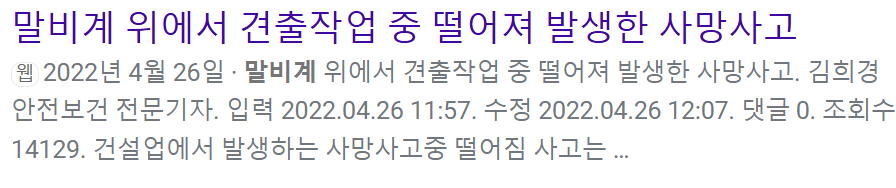 말비계 위에서 견출작업 중 떨어져 발생한 사망사고
웹 2022년 4월 26일 · 말비계 위에서 견출작업 중 떨어져 발생한 사망사고. 김희경
안전보건 전문기자. 입력 2022.04.26 11:57. 수정 2022.04.26 12:07. 댓글 0. 조회수
14129. 건설업에서 발생하는 사망사고중 떨어짐 사고는 ...